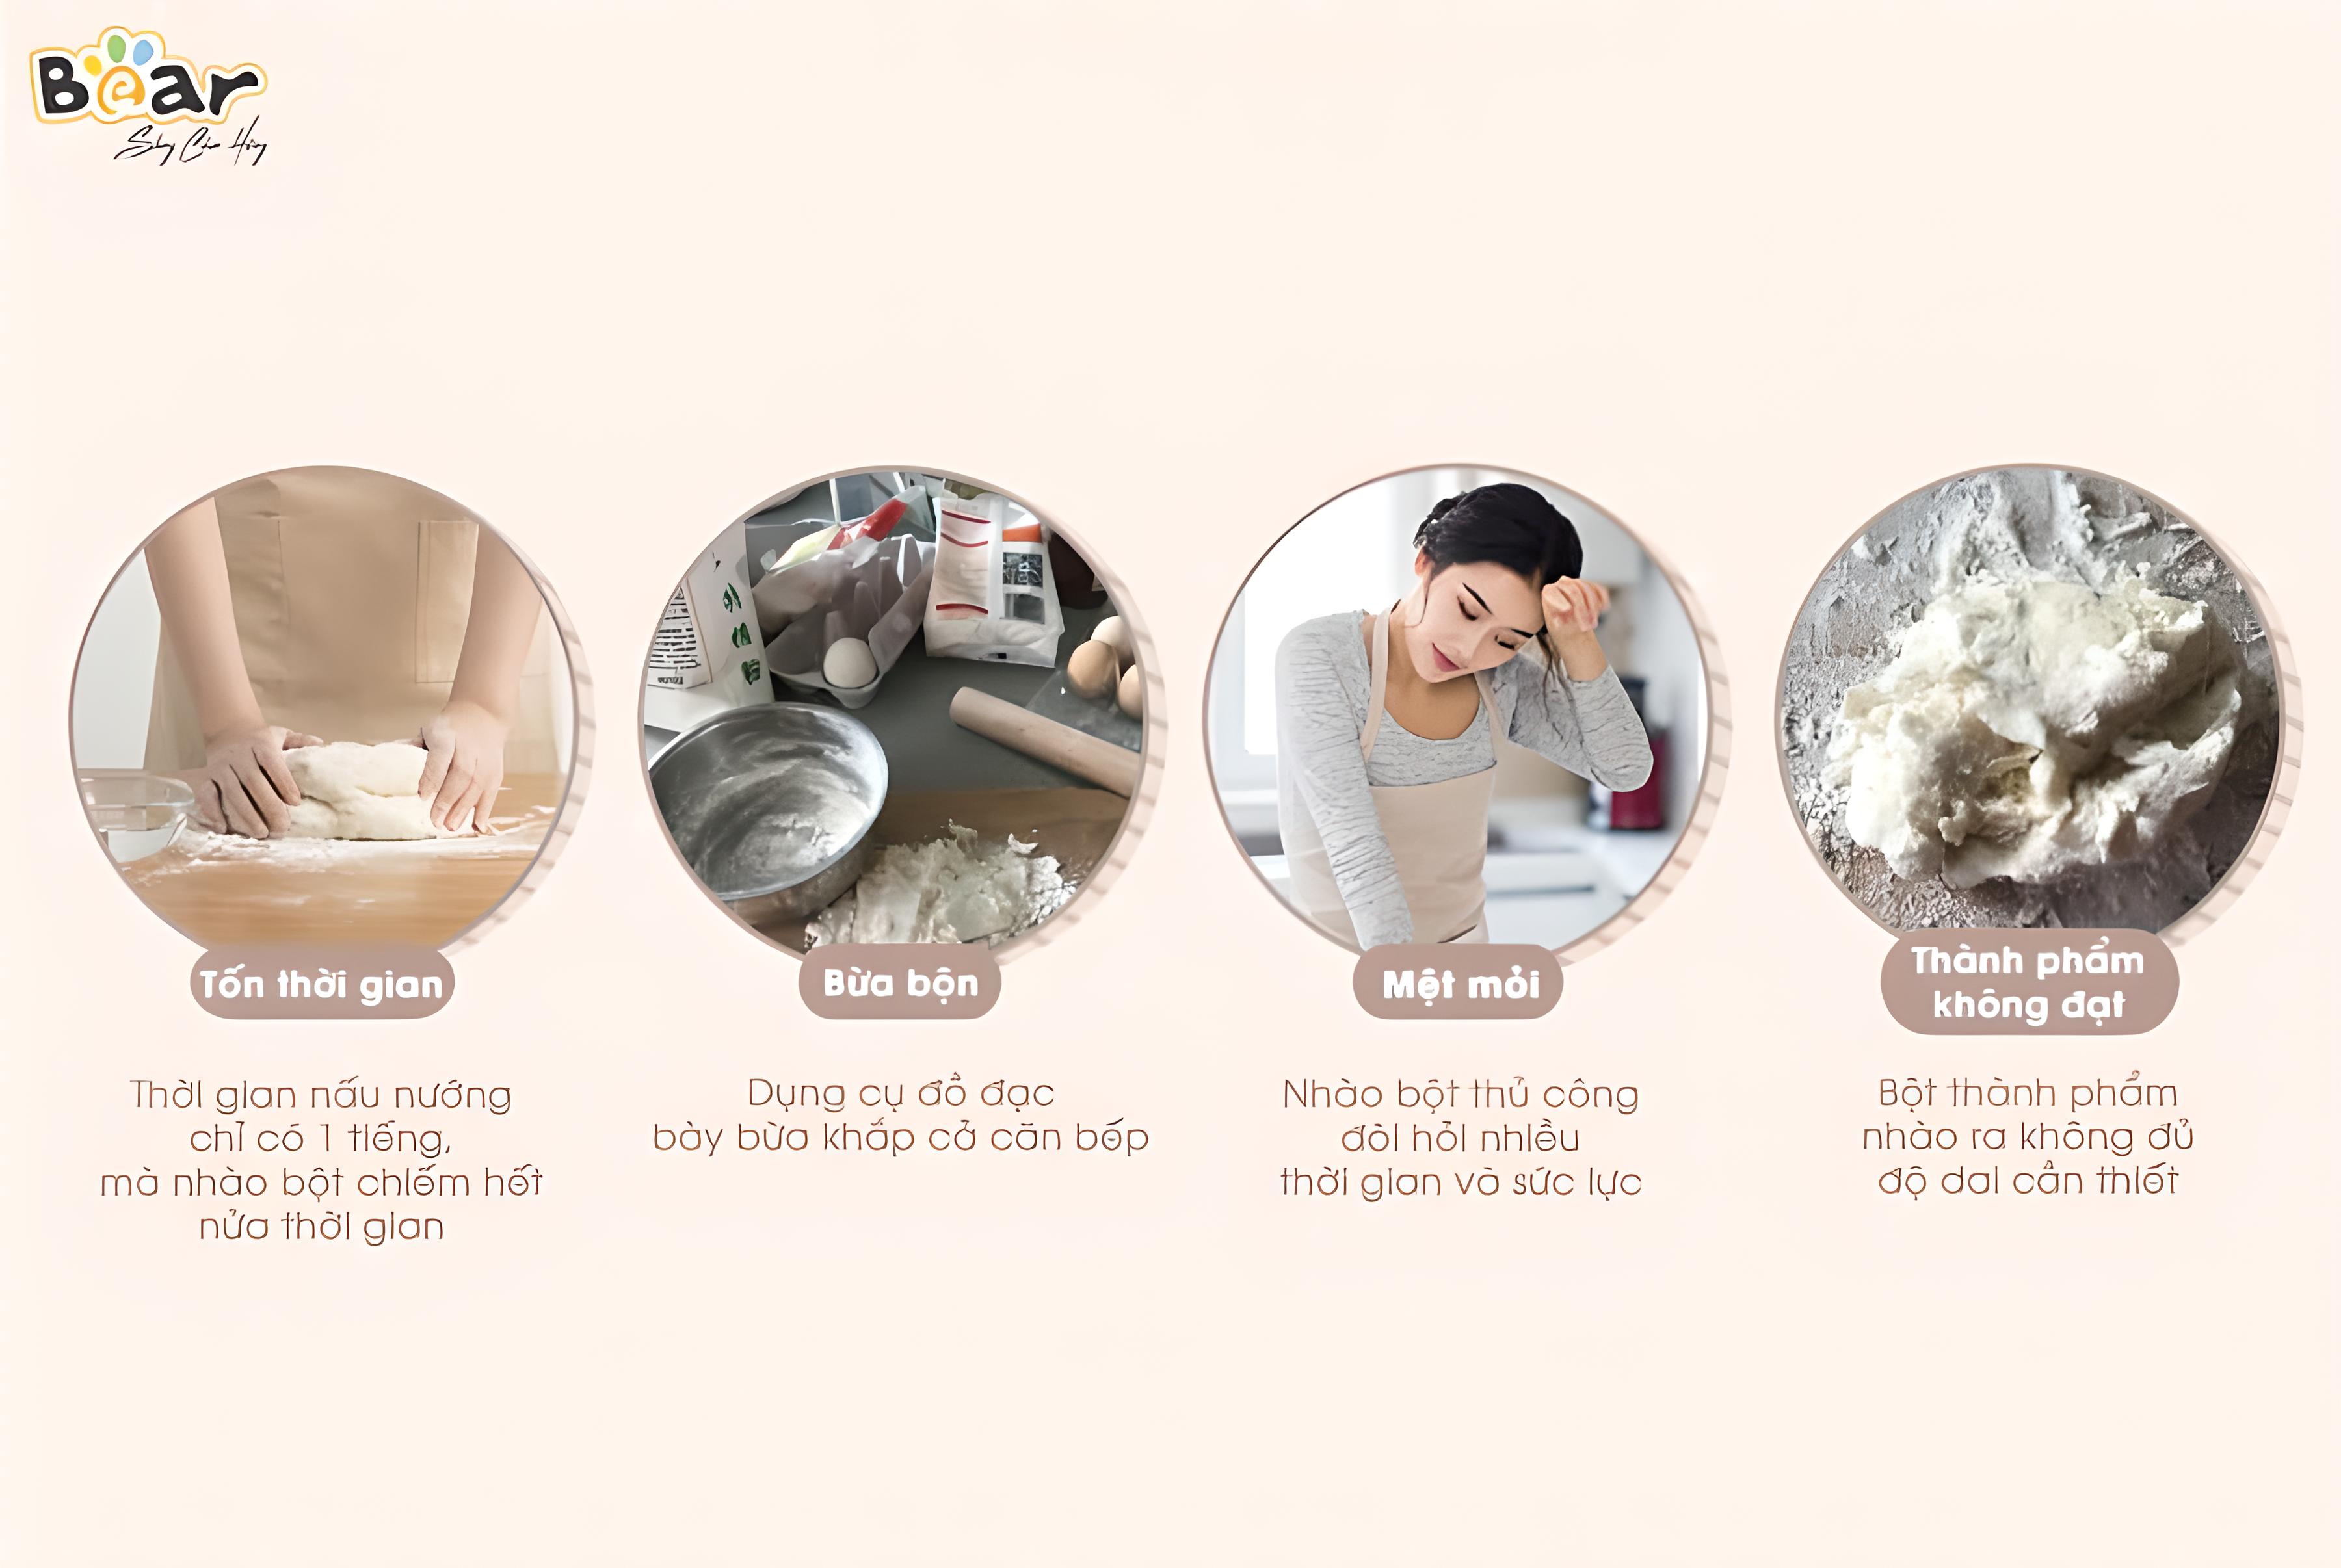 Bear
Tốn thời gian
Thời gian nấu nướng
chỉ có 1 tiếng,
mà nhào bột chiếm hết
nửa thời gian
Bừa bộn
Dụng cụ đồ đạc
bày bừa khắp cả căn bếp
Mệt mỏi
Nhào bột thủ công
đòi hỏi nhiều
thời gian và sức lực
Thành phẩm
không đạt
Bột thành phẩm
nhào ra không đủ
độ dai cần thiết